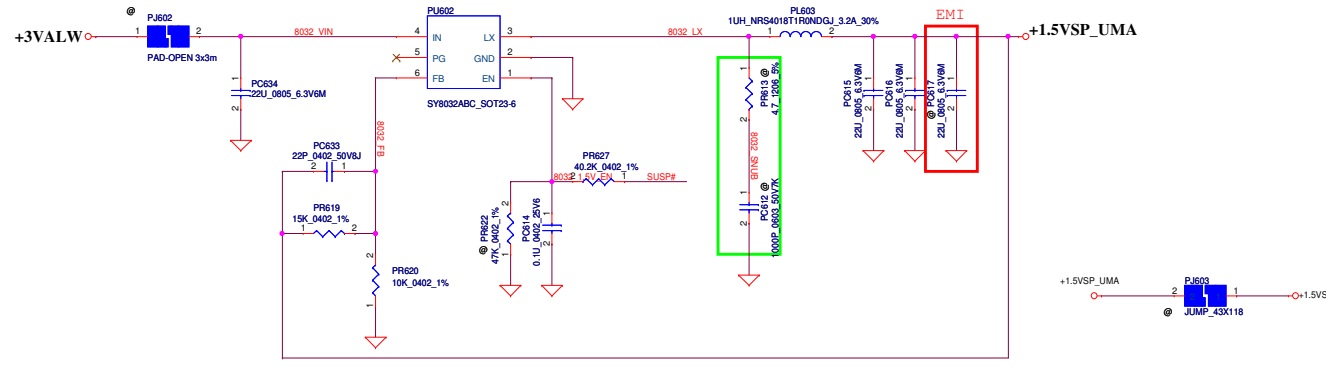 @
PJ602
+3VALW
1
2
PAD-OPEN 3x3m
8032_VIN
PC634
1
2
22U_0805_6.3V6M
PU602
4
IN
LX
3
5
PG
GND
2
6
FB
EN
1
SY8032ABC_SOT23-6
8032_LX
PL603
1UH_NRS4018T1R0NDGJ_3.2A_30%
1
2
EMI
+1.5VSP_UMA
1
PR613 @
4.7_1206_5%
2
8032_SNUB
1
PC612 @
1000P_0603_50V7K
2
1
PC615
22U_0805_6.3V6M
2
1
PC616
22U_0805_6.3V6M
2
1
@ PC617
22U_0805_6.3V6M
2
8032_FB
PC633
22P_0402_50V8J
2
1
PR619
15K_0402_1%
1
2
2
PR620
10K_0402_1%
1
PR627
40.2K_0402_1%
8032_1.5V_EN
2
1
SUSP#
2
@ PR622
47K_0402_1%
1
1
PC614
0.1U_0402_25V6
2
+1.5VSP_UMA
PJ603
2
1
+1.5VS
@
JUMP_43X118